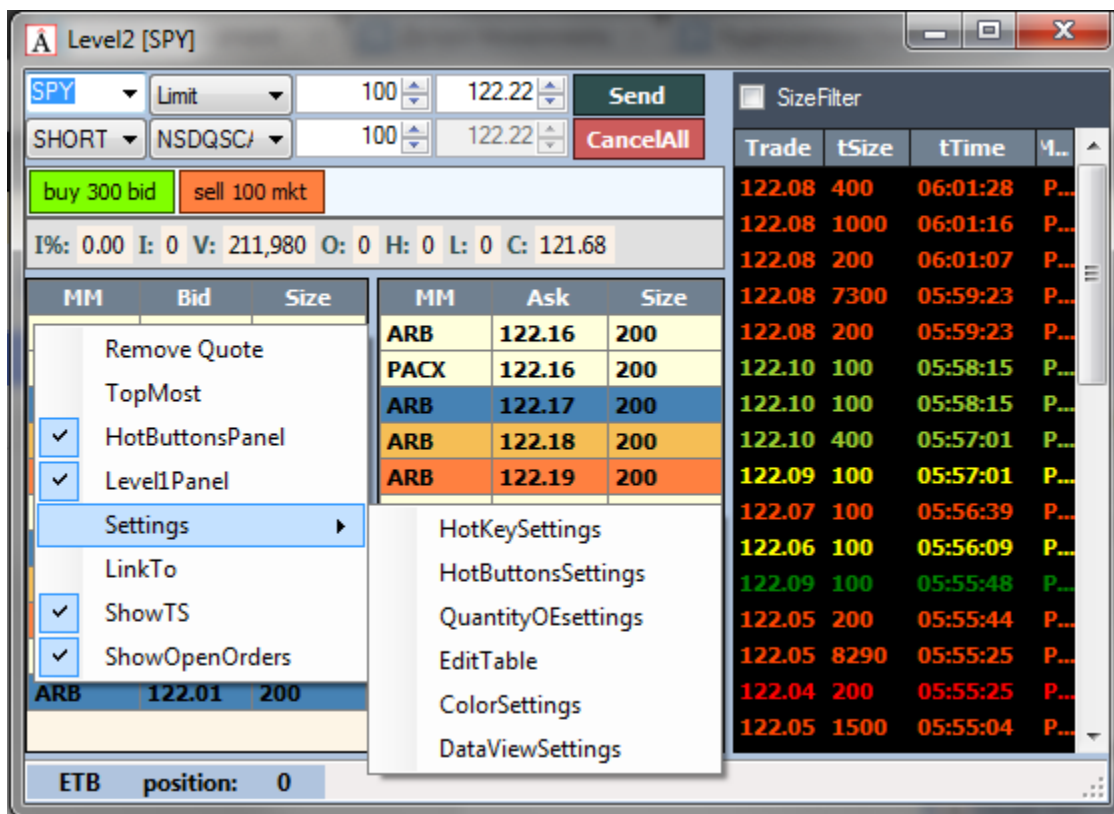 Level2 [SPY]
SPY Limit 100 122.22 Send
SHORT NSDQSC 100 122.22 CancelAll
buy 300 bid sell 100 mkt
I%: 0.00 I: 0 V: 211,980 O: 0 H: 0 L: 0 C: 121.68
MM Bid Size MM Ask Size
ARB 122.16 200
PACX 122.16 200
ARB 122.17 200
ARB 122.18 200
ARB 122.19 200
Remove Quote
TopMost
HotButtonsPanel
Level1Panel
Settings
LinkTo
ShowTS
ShowOpenOrders
HotKeySettings
HotButtonsSettings
QuantityOEsettings
EditTable
ColorSettings
DataViewSettings
ARB 122.01 200
ETB position: 0
SizeFilter
Trade tSize tTime
122.08 400 06:01:28 P...
122.08 1000 06:01:16 P...
122.08 200 06:01:07 P...
122.08 7300 05:59:23 P...
122.08 200 05:59:23 P...
122.10 100 05:58:15 P...
122.10 100 05:58:15 P...
122.10 400 05:57:01 P...
122.09 100 05:57:01 P...
122.07 100 05:56:39 P...
122.06 100 05:56:09 P...
122.09 100 05:55:48 P...
122.05 200 05:55:44 P...
122.05 8290 05:55:25 P...
122.04 200 05:55:25 P...
122.05 1500 05:55:04 P...